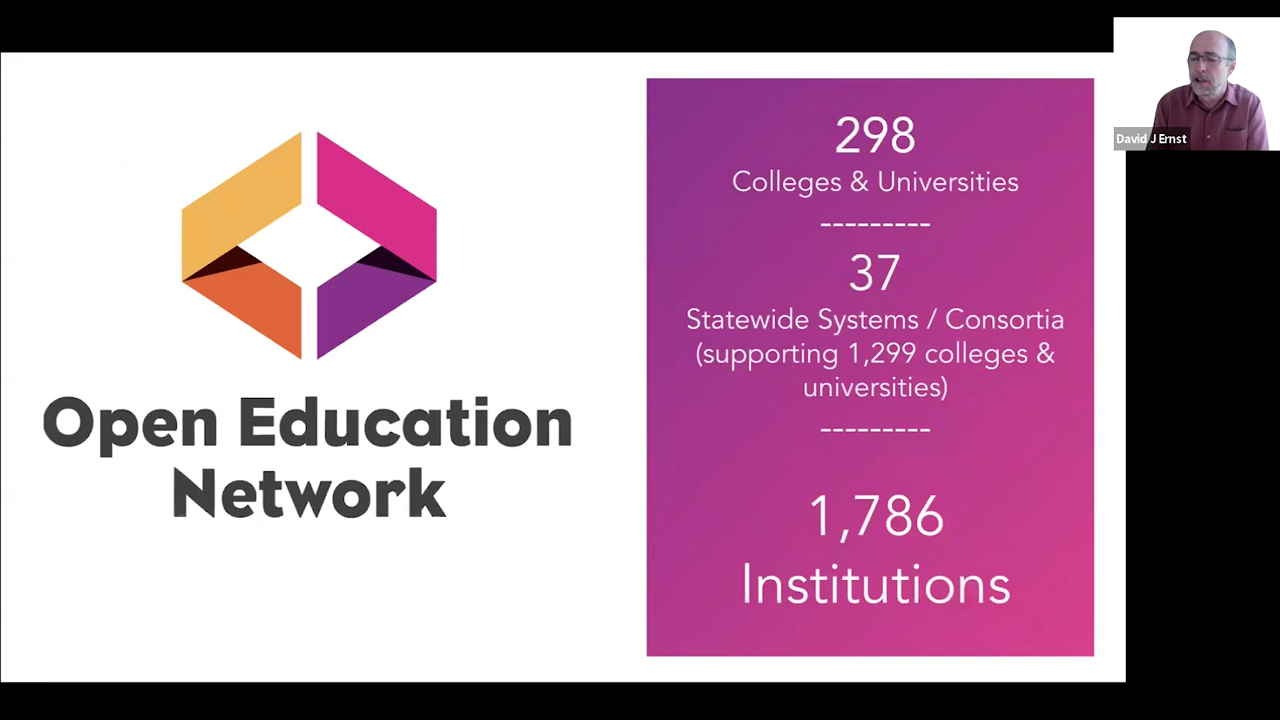 298
Colleges & Universities
---------
37
Statewide Systems / Consortia
(supporting 1,299 colleges &
universities)
---------
1,786
Institutions
Open Education
Network
David J Ernst